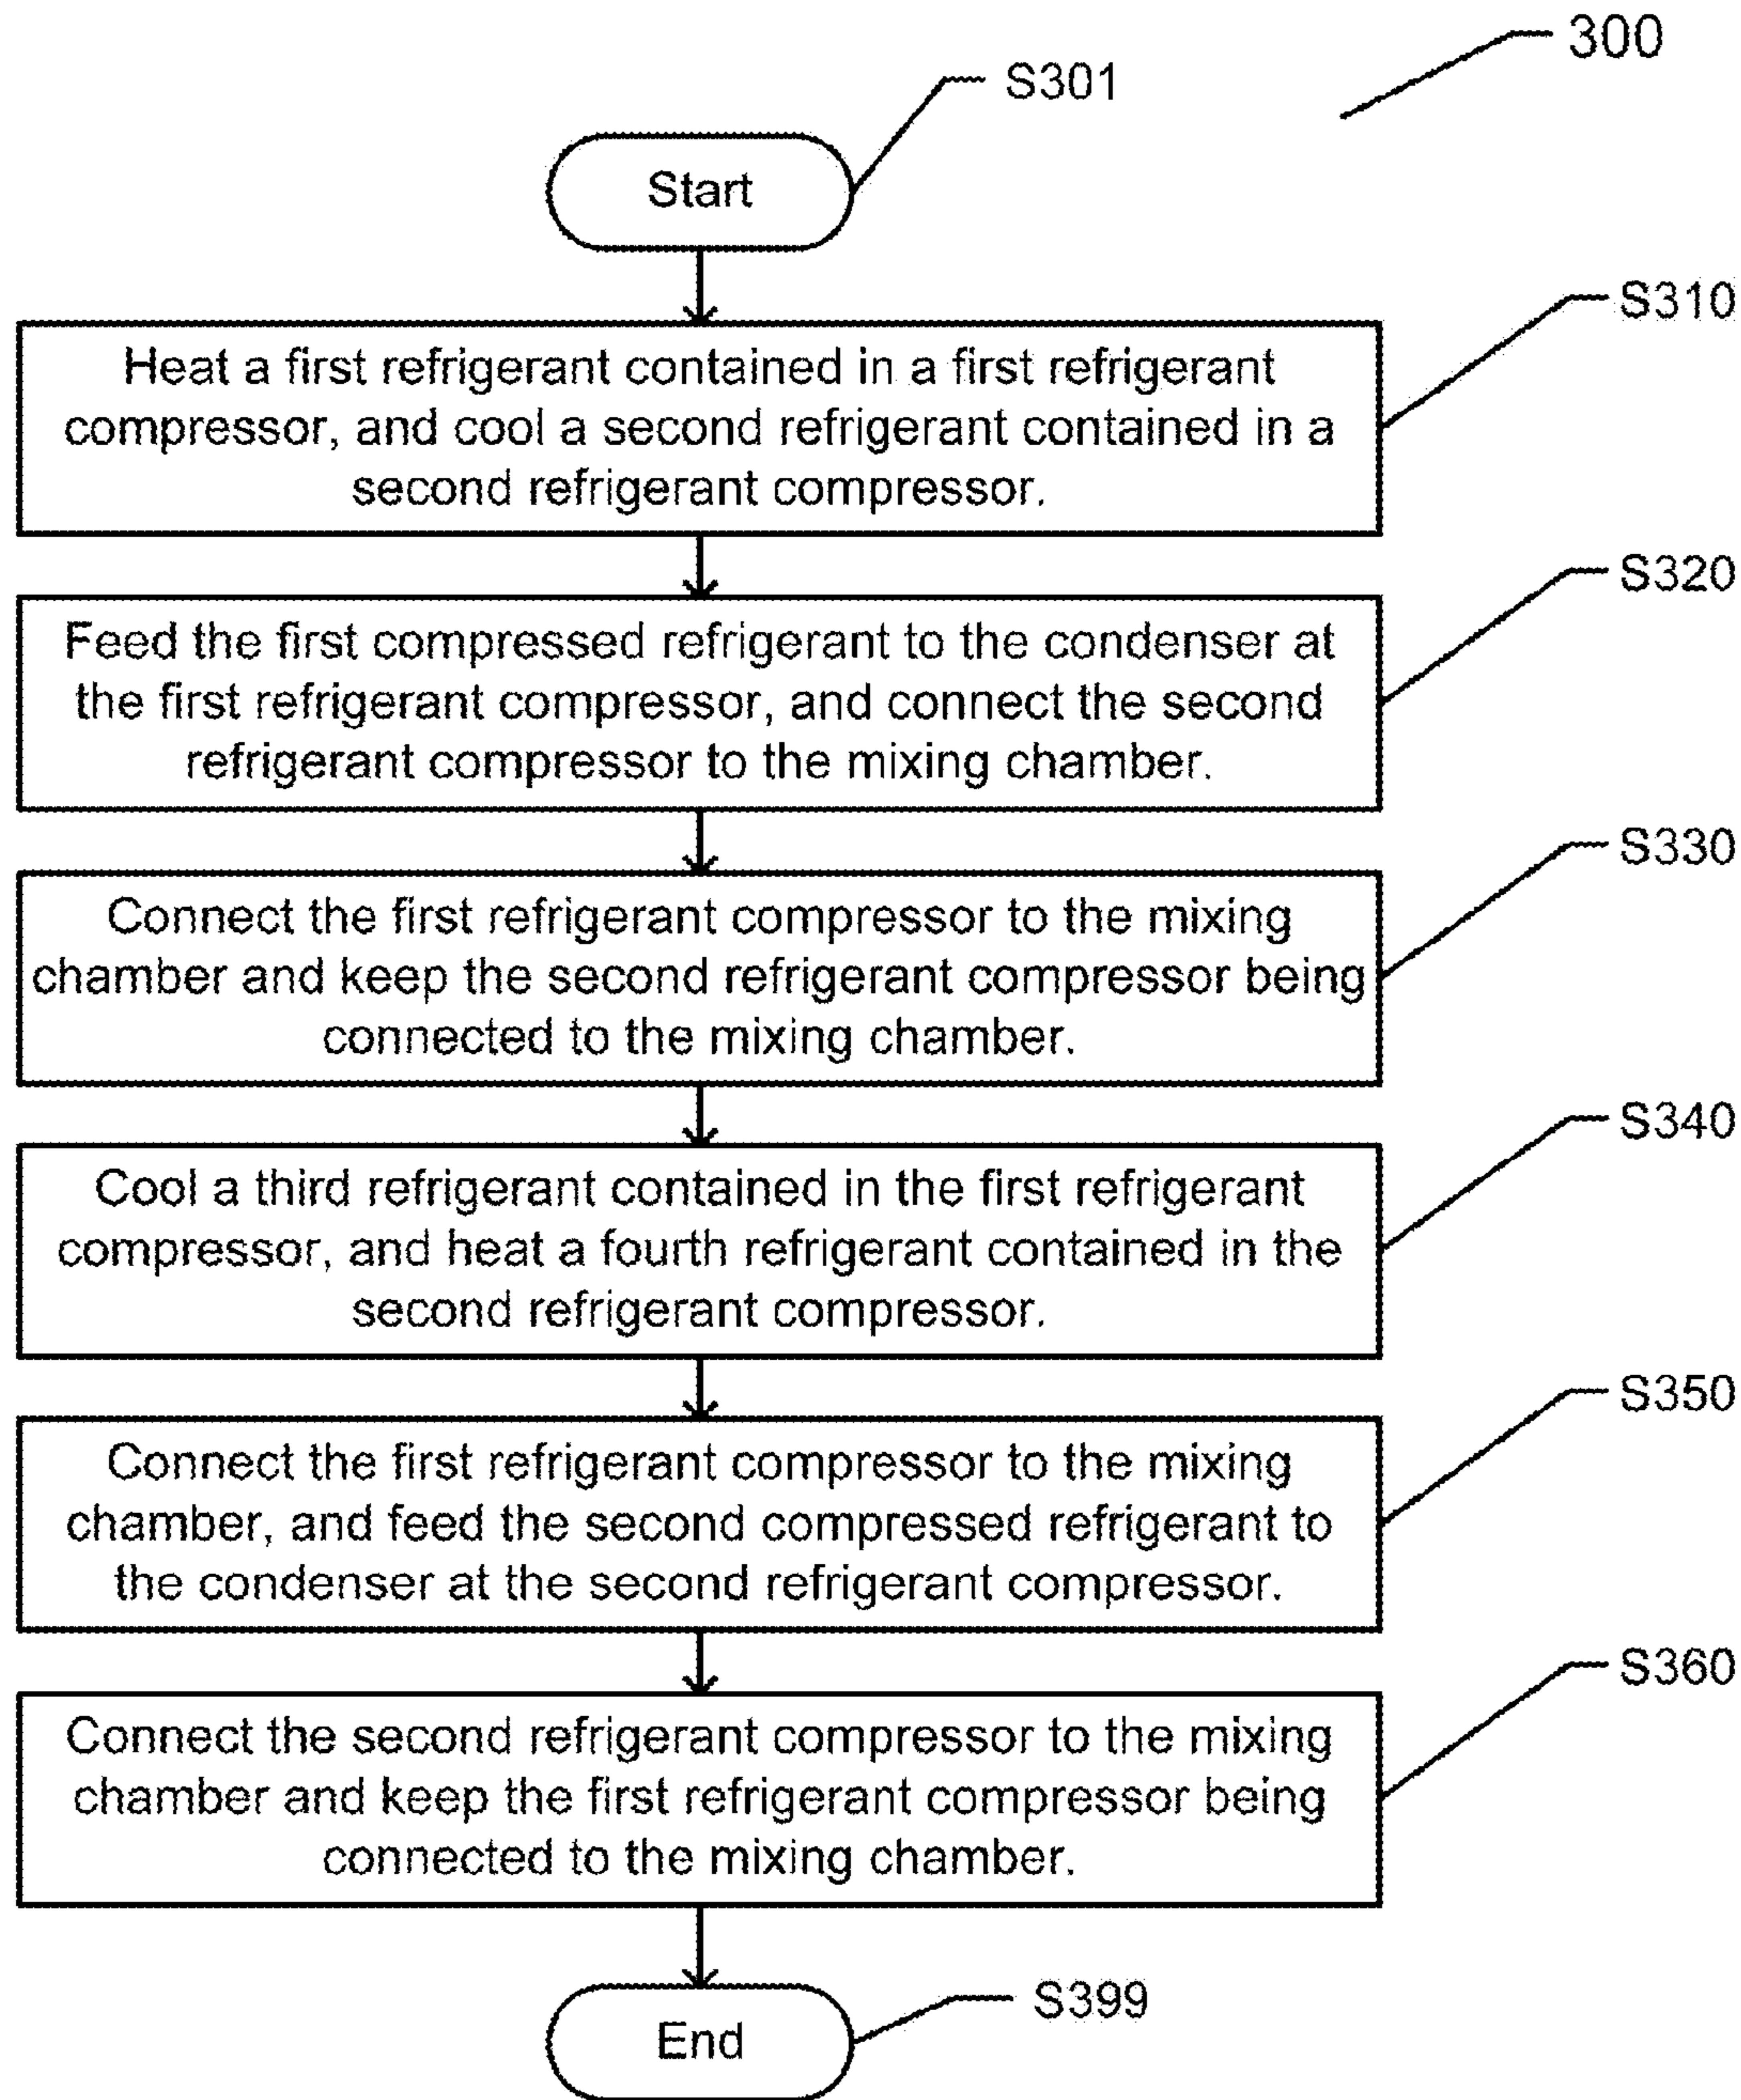 300
S301
Start
S310
Heat a first refrigerant contained in a first refrigerant
compressor, and cool a second refrigerant contained in a
second refrigerant compressor.
S320
Feed the first compressed refrigerant to the condenser at
the first refrigerant compressor, and connect the second
refrigerant compressor to the mixing chamber.
S330
Connect the first refrigerant compressor to the mixing
chamber and keep the second refrigerant compressor being
connected to the mixing chamber.
S340
Cool a third refrigerant contained in the first refrigerant
compressor, and heat a fourth refrigerant contained in the
second refrigerant compressor.
S350
Connect the first refrigerant compressor to the mixing
chamber, and feed the second compressed refrigerant to
the condenser at the second refrigerant compressor.
S360
Connect the second refrigerant compressor to the mixing
chamber and keep the first refrigerant compressor being
connected to the mixing chamber.
S399
End